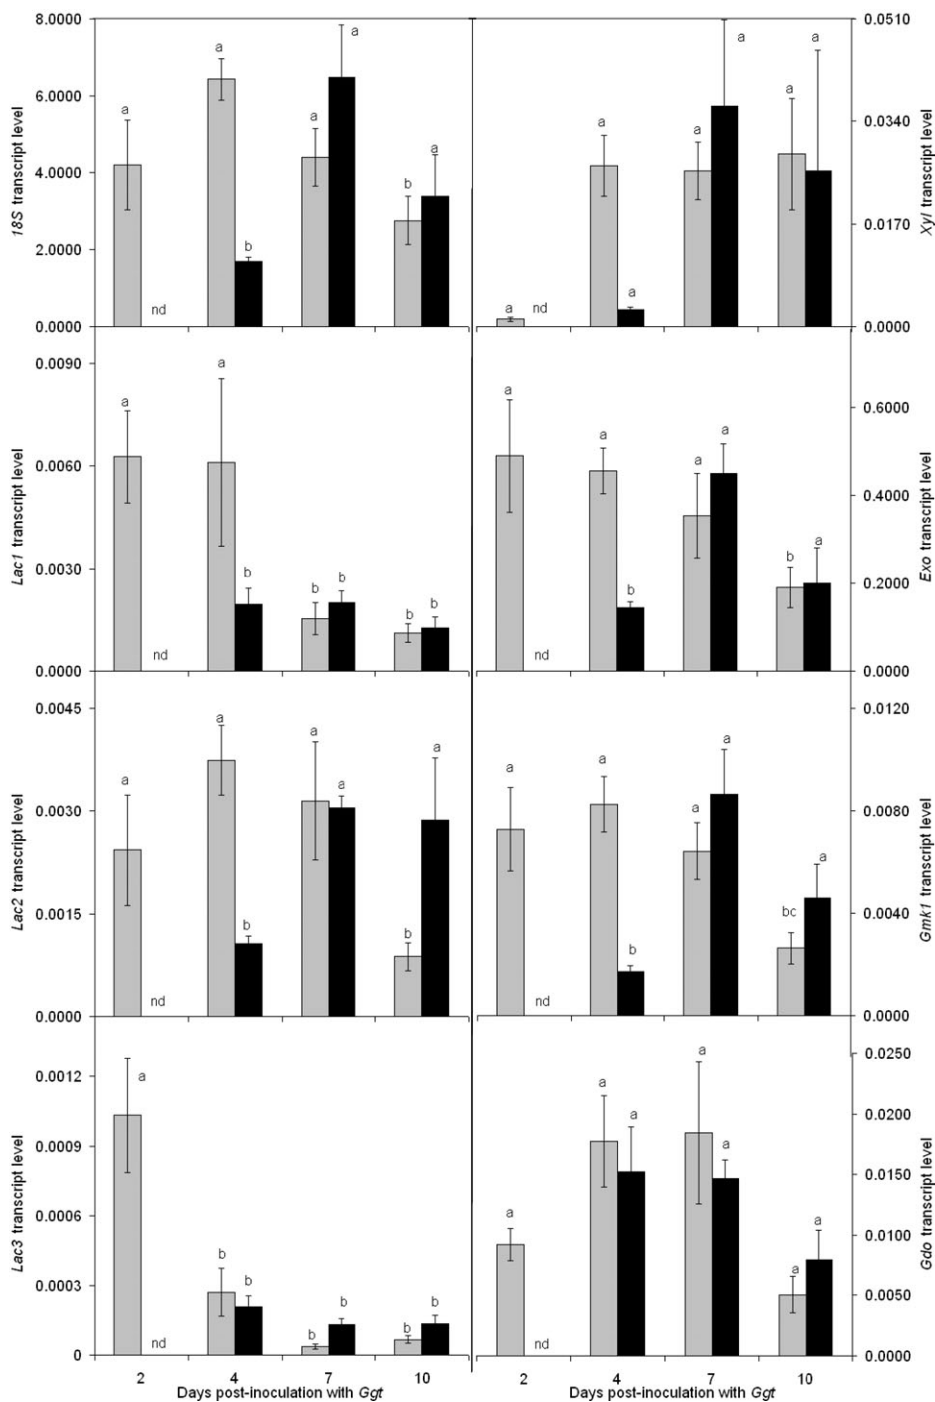 8.0000
6.0000
4.0000
2.0000
0.0000
18S transcript level
a
a
a
a
nd
b
b
a
0.0510
0.0340
0.0170
0.0000
Xyl transcript level
a
nd
a
a
a
a
a
a
0.0090
0.0060
0.0030
0.0000
Lac1 transcript level
a
nd
a
b
b
b
b
b
0.6000
0.4000
0.2000
0.0000
Exo transcript level
a
nd
a
b
a
a
b
a
0.0045
0.0030
0.0015
0.0000
Lac2 transcript level
a
nd
a
b
a
a
b
a
0.0120
0.0080
0.0040
0.0000
Gmk1 transcript level
a
nd
a
b
a
a
bc
a
0.0012
0.0009
0.0006
0.0003
0
Lac3 transcript level
a
nd
b
b
b
b
b
b
0.0250
0.0200
0.0150
0.0100
0.0050
0.0000
Gdo transcript level
a
nd
a
a
a
a
a
a
2 4 7 10
Days post-inoculation with Ggt
2 4 7 10
Days post-inoculation with Ggt